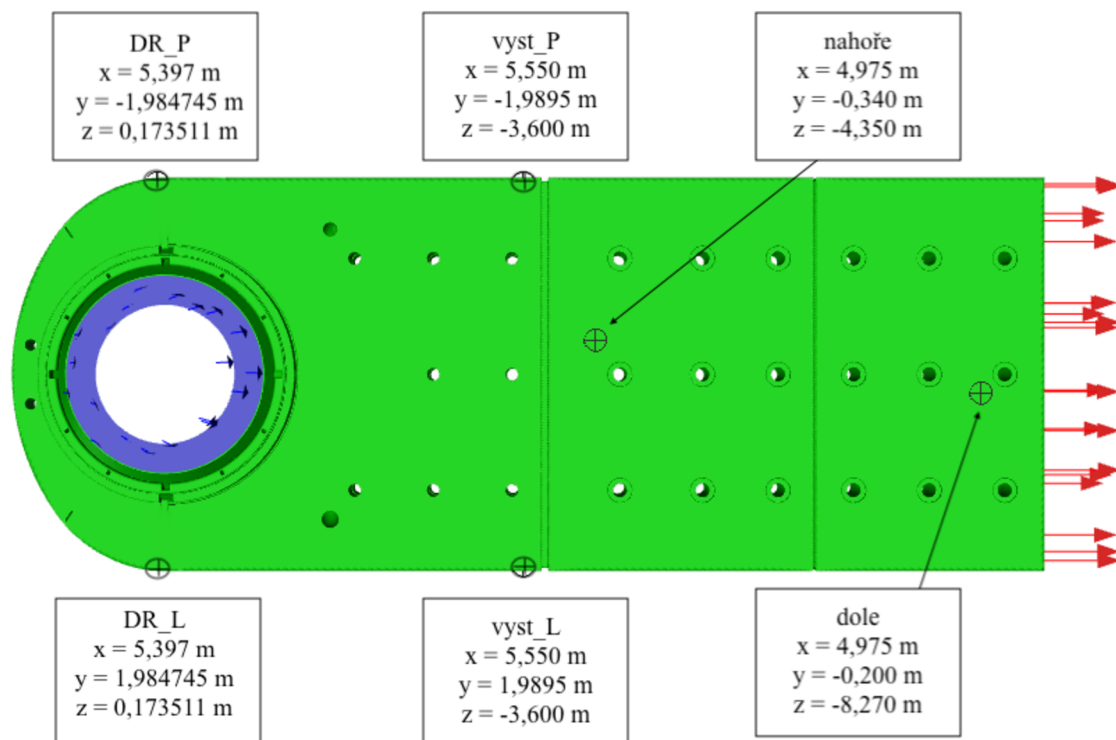 DR_P
x = 5,397 m
y = -1,984745 m
z = 0,173511 m
vyst_P
x = 5,550 m
y = -1,9895 m
z = -3,600 m
nahoře
x = 4,975 m
y = -0,340 m
z = -4,350 m
DR_L
x = 5,397 m
y = 1,984745 m
z = 0,173511 m
vyst_L
x = 5,550 m
y = 1,9895 m
z = -3,600 m
dole
x = 4,975 m
y = -0,200 m
z = -8,270 m